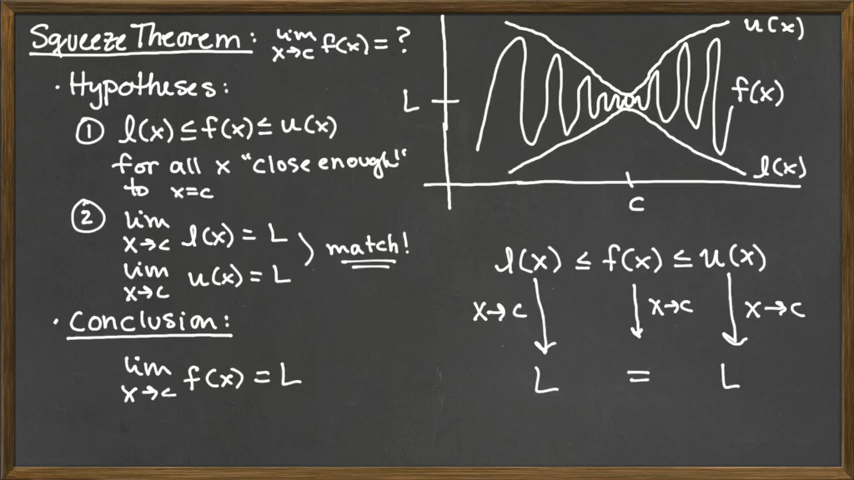 Squeeze Theorem: lim x→c f(x) = ?
· Hypotheses:
① l(x) ≤ f(x) ≤ u(x)
for all x "close enough"
to x=c
② lim x→c l(x) = L
lim x→c u(x) = L
match!
· Conclusion:
lim x→c f(x) = L
u(x)
L
f(x)
l(x)
c
l(x) ≤ f(x) ≤ u(x)
x→c x→c x→c
L = L